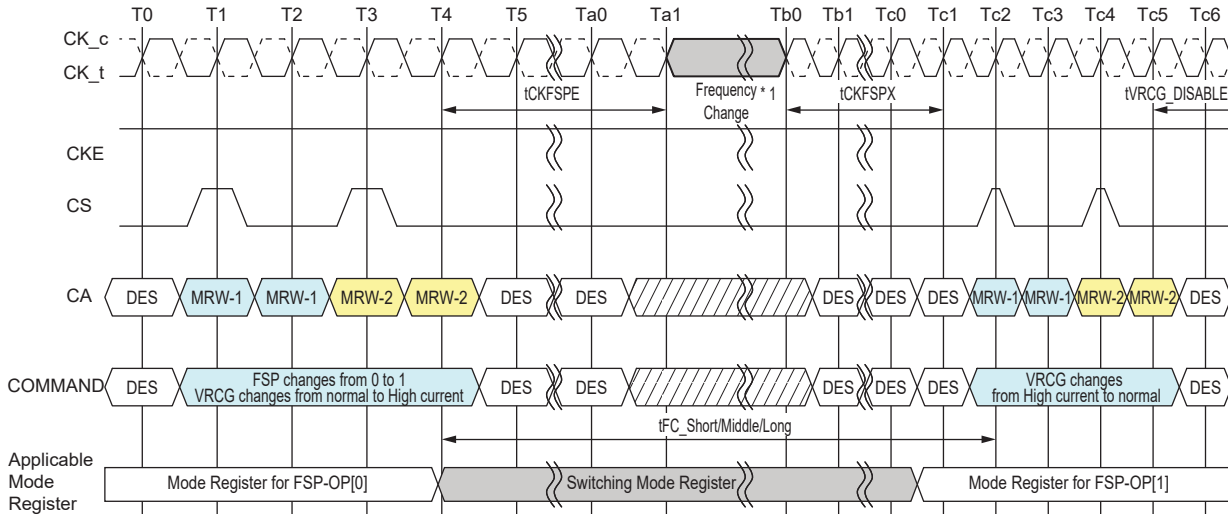 T0 T1 T2 T3 T4 T5 Ta0 Ta1 Tb0 Tb1 Tc0 Tc1 Tc2 Tc3 Tc4 Tc5 Tc6
CK_c
CK_t
tCKFSPE
Frequency * 1
Change
tCKFSPX
tVRCG_DISABLE
CKE
CS
CA DES MRW-1 MRW-1 MRW-2 MRW-2 DES DES DES DES DES MRW-1 MRW-1 MRW-2 MRW-2 DES
COMMAND DES
FSP changes from 0 to 1
VRCG changes from normal to High current
DES DES DES DES DES
VRCG changes
from High current to normal
DES
tFC_Short/Middle/Long
Applicable
Mode
Register
Mode Register for FSP-OP[0]
Switching Mode Register
Mode Register for FSP-OP[1]